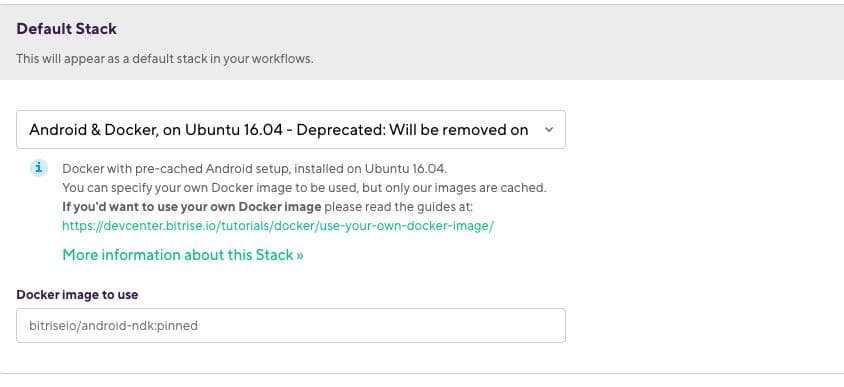 Default Stack
This will appear as a default stack in your workflows.
Android & Docker, on Ubuntu 16.04 - Deprecated: Will be removed on
Docker with pre-cached Android setup, installed on Ubuntu 16.04.
You can specify your own Docker image to be used, but only our images are cached.
If you'd want to use your own Docker image please read the guides at:
https://devcenter.bitrise.io/tutorials/docker/use-your-own-docker-image/
More information about this Stack »
Docker image to use
bitriseio/android-ndk:pinned